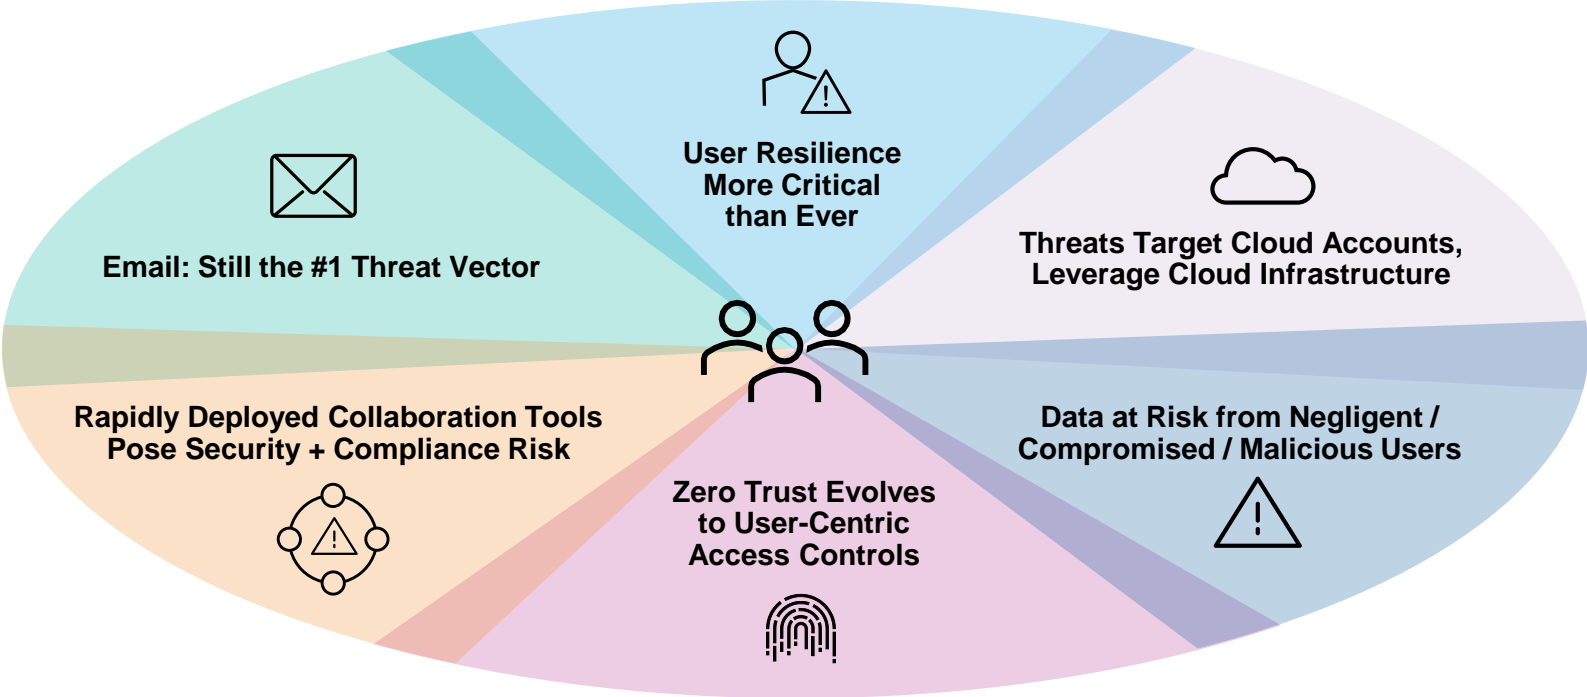 User Resilience
More Critical
than Ever
Email: Still the #1 Threat Vector
Threats Target Cloud Accounts,
Leverage Cloud Infrastructure
Rapidly Deployed Collaboration Tools
Pose Security + Compliance Risk
Data at Risk from Negligent /
Compromised / Malicious Users
Zero Trust Evolves
to User-Centric
Access Controls